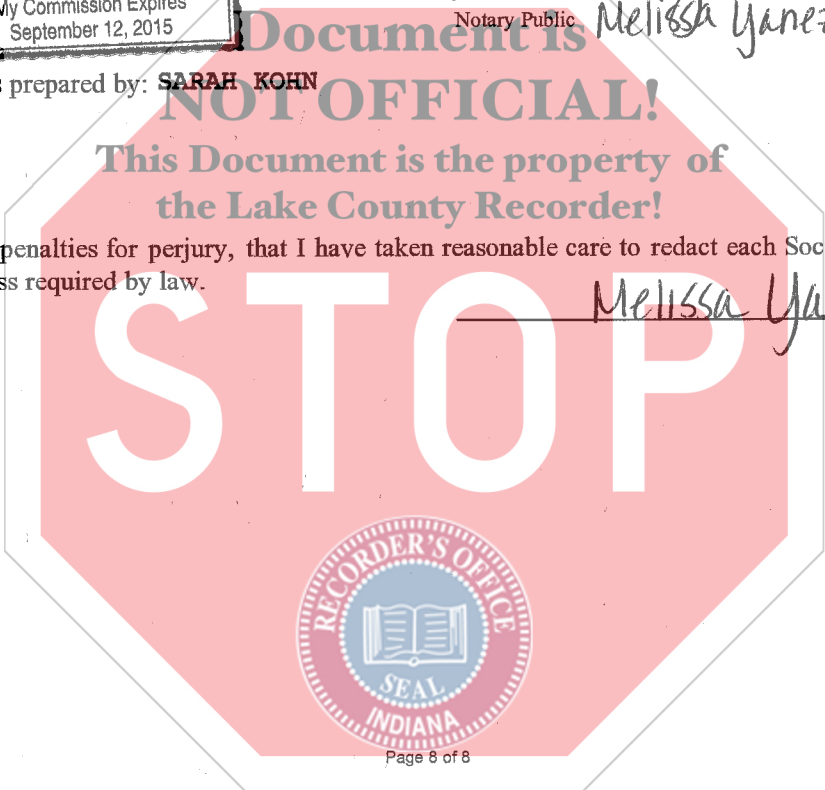 My Commission Expires
September 12, 2015
Notary Public Melissa Yane
Document is
prepared by: SARAH KOHN
NOT OFFICIAL!
This Document is the property of
the Lake County Recorder!
penalties for perjury, that I have taken reasonable care to redact each Soc
ss required by law.
Melissa Ya
STOP
RECORDER'S OFFICE
SEAL
INDIANA
Page 8 of 8